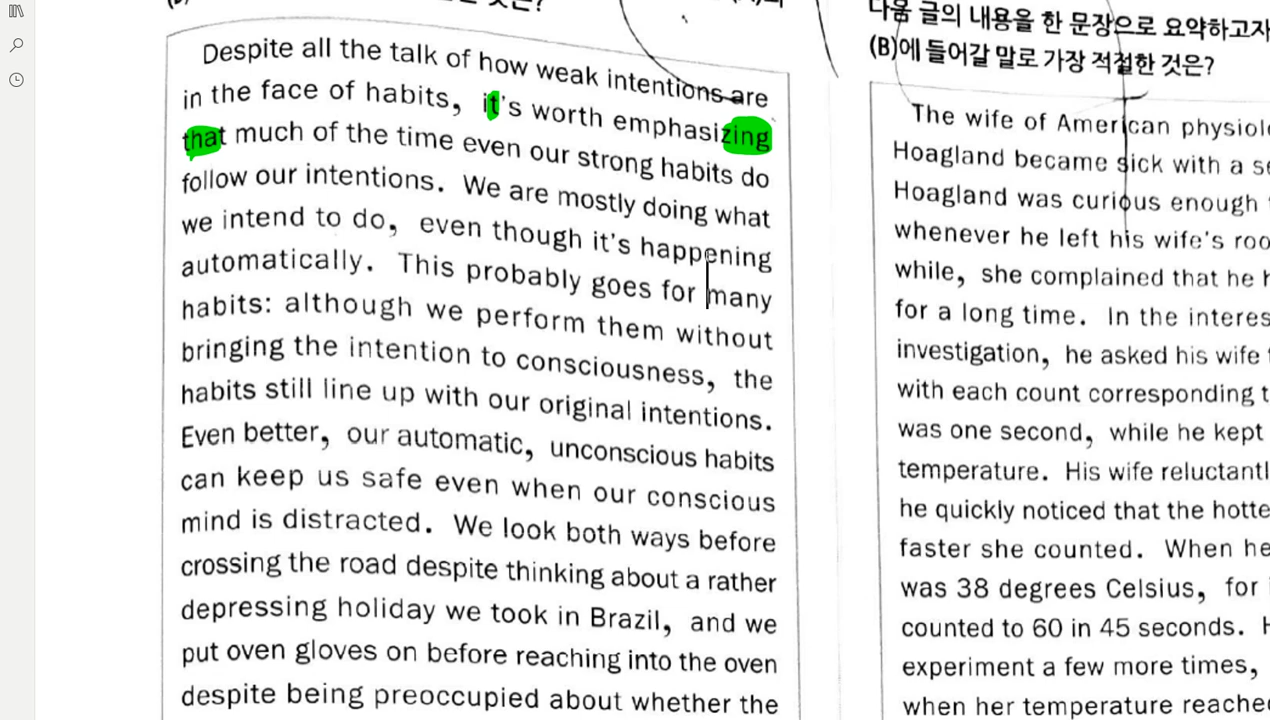 것은?
Despite all the talk of how weak intentions are
in the face of habits, it's worth emphasizing
that much of the time even our strong habits do
follow our intentions. We are mostly doing what
we intend to do, even though it's happening
automatically. This probably goes for many
habits: although we perform them without
bringing the intention to consciousness, the
habits still line up with our original intentions.
Even better, our automatic, unconscious habits
can keep us safe even when our conscious
mind is distracted. We look both ways before
crossing the road despite thinking about a rather
depressing holiday we took in Brazil, and we
put oven gloves on before reaching into the oven
despite being preoccupied about whether the
다음 글의 내용을 한 문장으로 요약하고자
(B)에 들어갈 말로 가장 적절한 것은?
The wife of American
Hoagland became sick with a
Hoagland was curious enough
whenever he left his wife's
while, she complained that he
for a long time. In the
investigation, he asked his wife
with each count corresponding
was one second, while he kept
temperature. His wife
he quickly noticed that the
faster she counted. When he
was 38 degrees Celsius, for
counted to 60 in 45 seconds.
experiment a few more times,
when her temperature